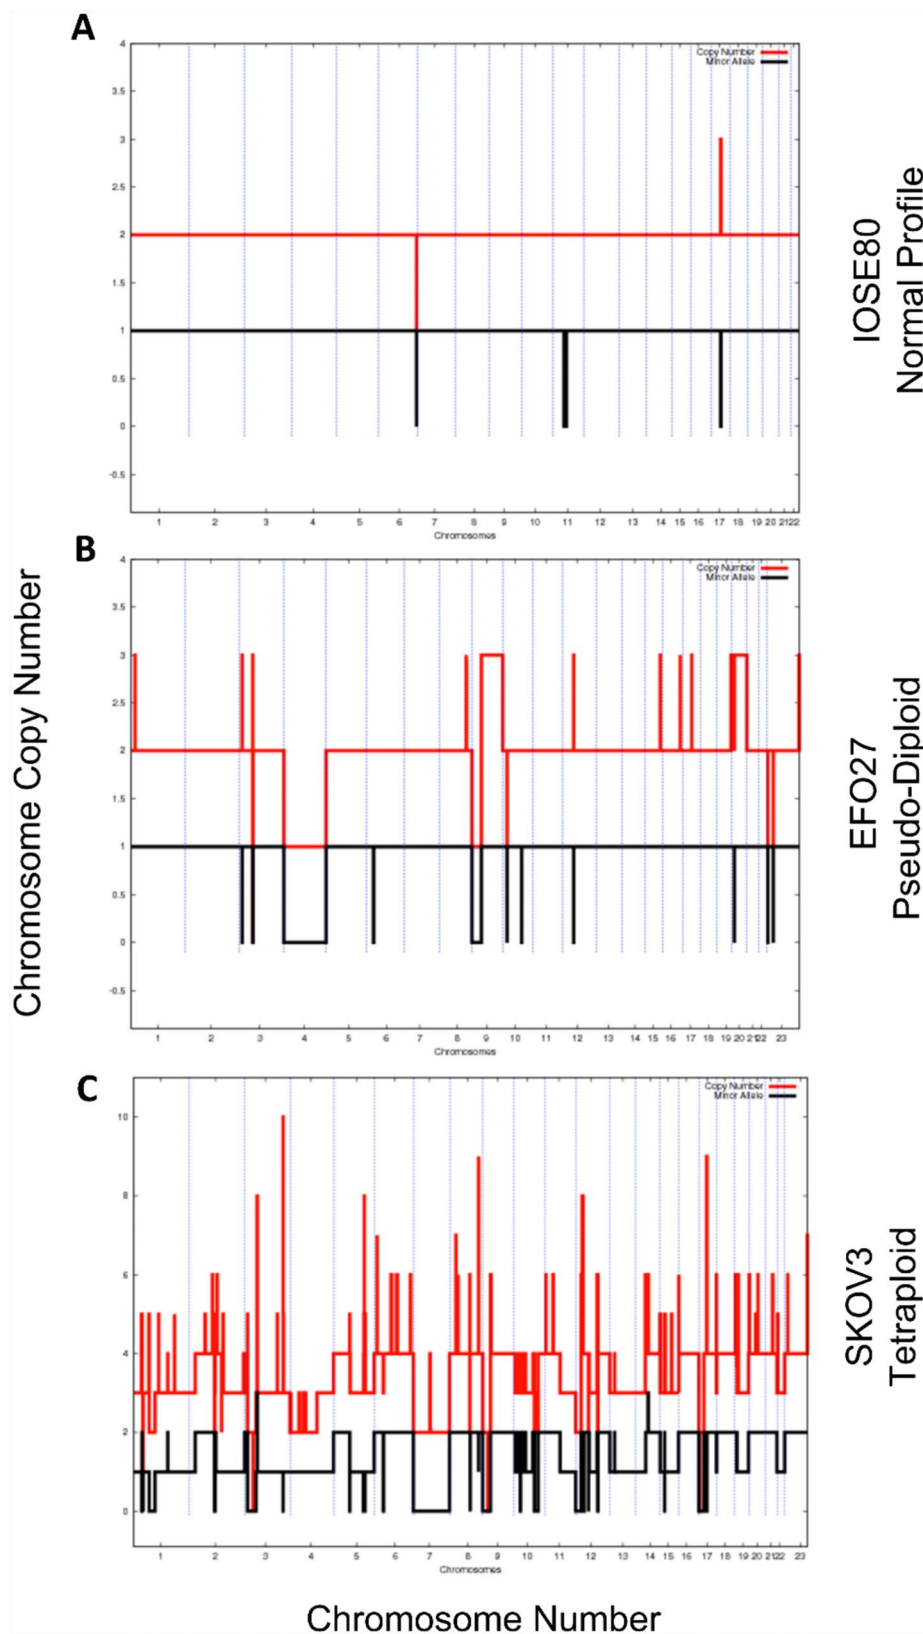 A
4
Copy Number
Minor Allele
3.5
3
2.5
2
1.5
1
0.5
0
-0.5
1 2 3 4 5 6 7 8 9 10 11 12 13 14 15 16 17 18 19 20 2122
Chromosomes
IOSE80
Normal Profile
B
4
Copy Number
Minor Allele
3.5
3
2.5
2
1.5
1
0.5
0
-0.5
1 2 3 4 5 6 7 8 9 10 11 12 13 14 15 16 17 18 19 20 2122 23
Chromosomes
EFO27
Pseudo-Diploid
Chromosome Copy Number
C
Copy Number
Minor Allele
10
8
6
4
2
0
1 2 3 4 5 6 7 8 9 10 11 12 13 14 15 16 17 18 19 20 2122 23
Chromosomes
SKOV3
Tetraploid
Chromosome Number